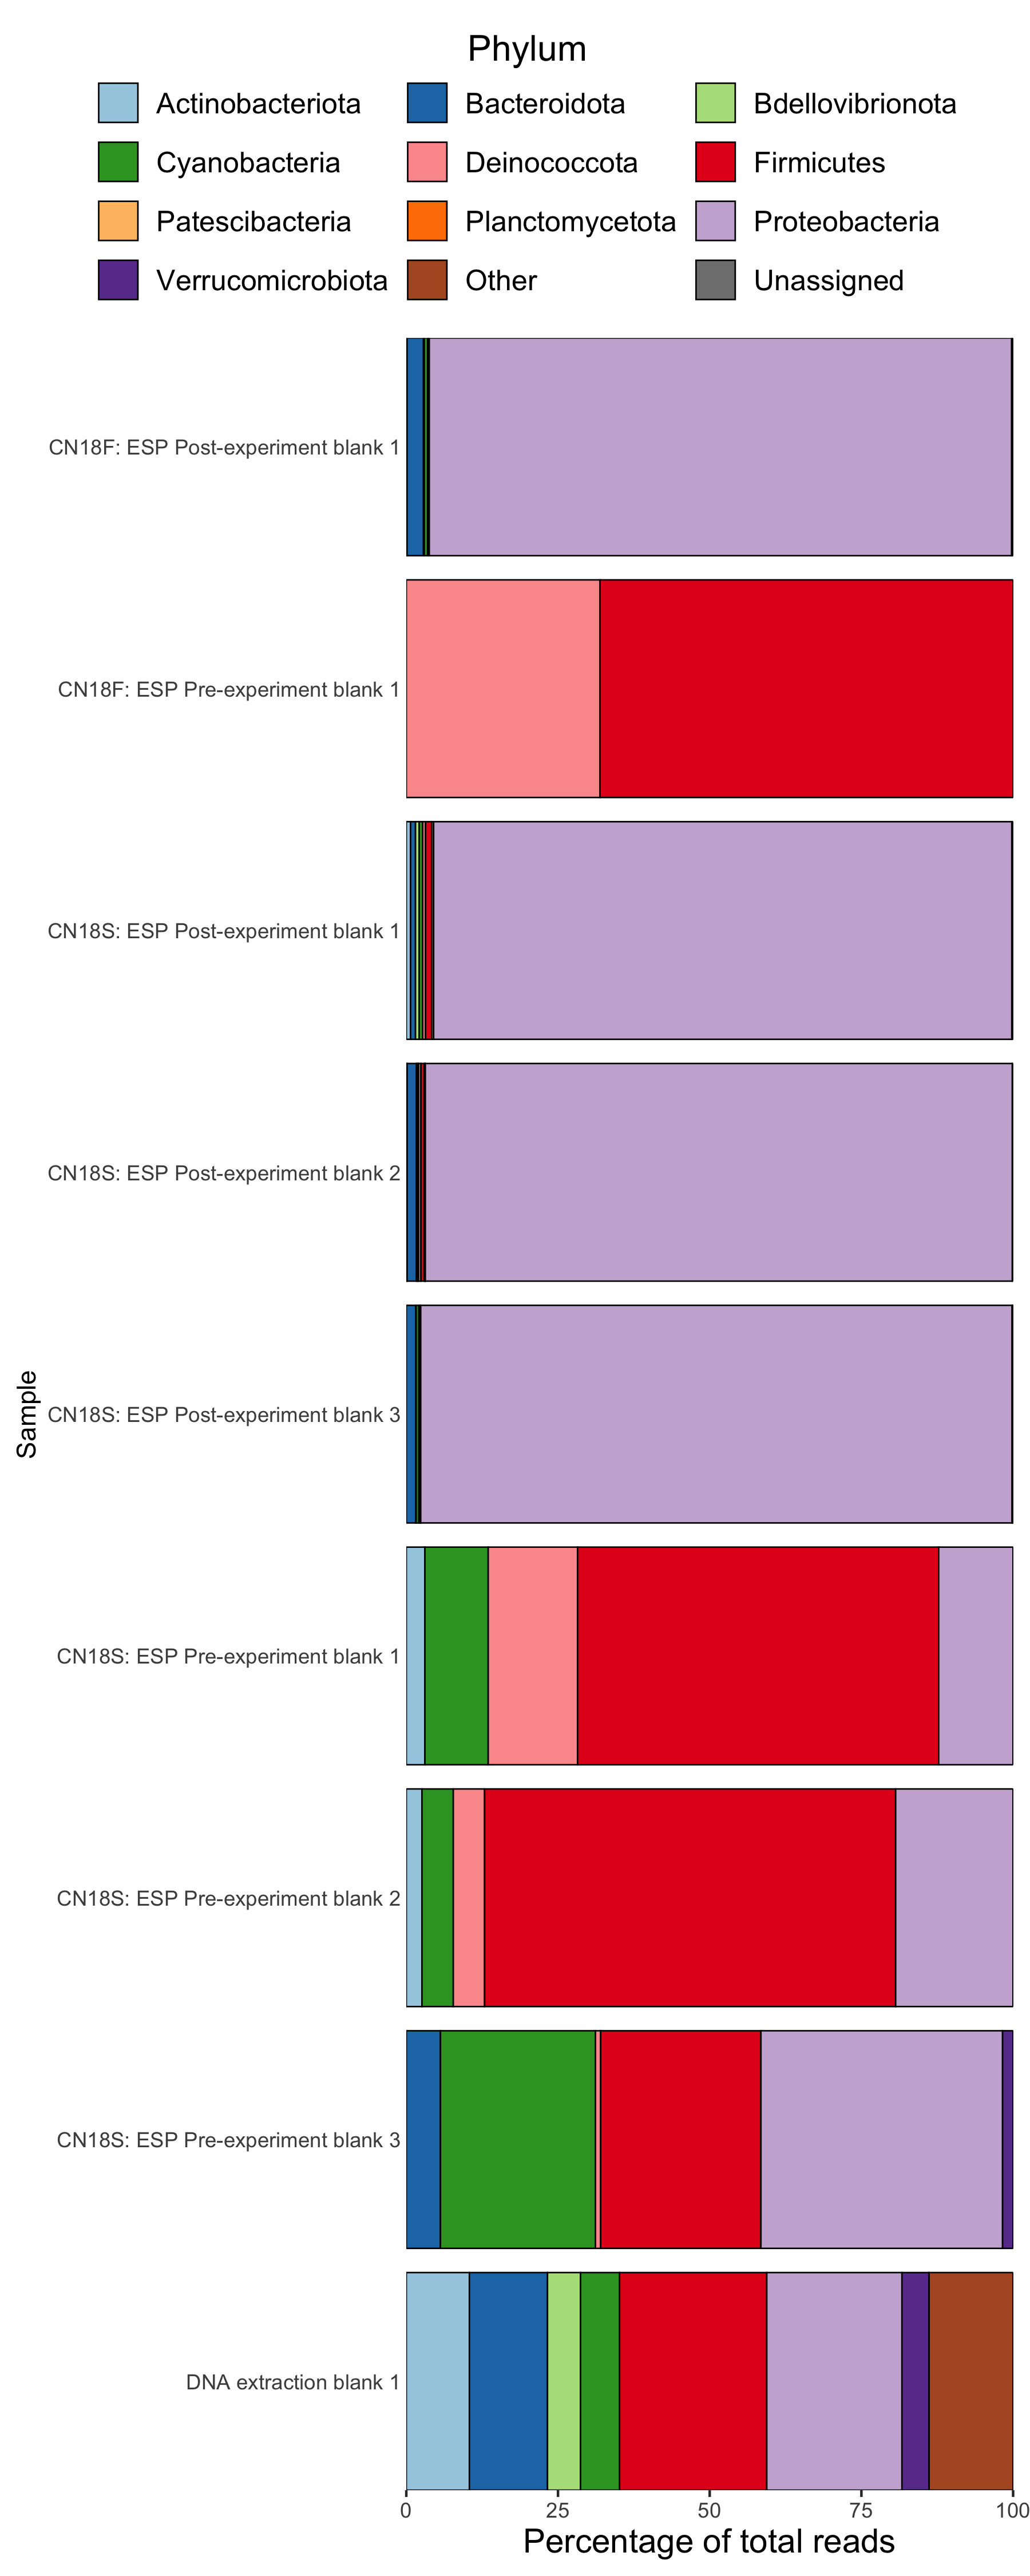 Phylum
Actinobacteriota Bacteroidota Bdellovibrionota
Cyanobacteria Deinococcota Firmicutes
Patescibacteria Planctomycetota Proteobacteria
Verrucomicrobiota Other Unassigned
CN18F: ESP Post-experiment blank 1
CN18F: ESP Pre-experiment blank 1
CN18S: ESP Post-experiment blank 1
CN18S: ESP Post-experiment blank 2
Sample
CN18S: ESP Post-experiment blank 3
CN18S: ESP Pre-experiment blank 1
CN18S: ESP Pre-experiment blank 2
CN18S: ESP Pre-experiment blank 3
DNA extraction blank 1
0 25 50 75 100
Percentage of total reads